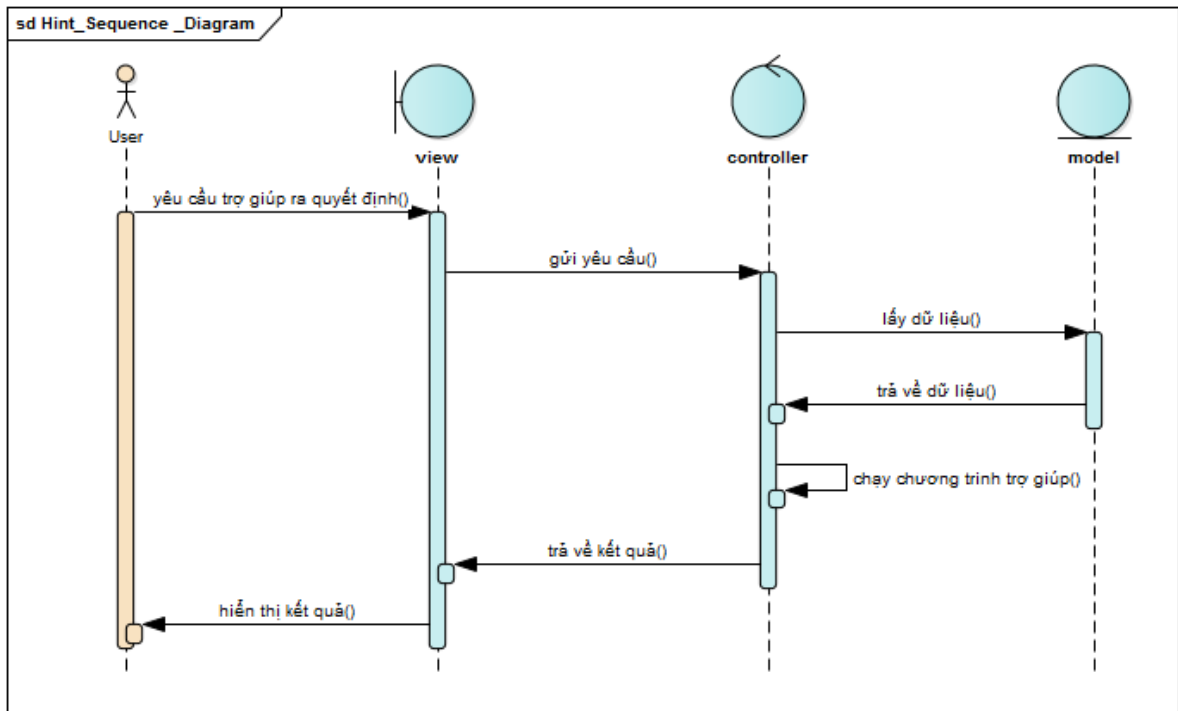 sd Hint_Sequence _Diagram
User
view
controller
model
yêu cầu trợ giúp ra quyết định()
gửi yêu cầu()
lấy dữ liệu()
trả về dữ liệu()
chạy chương trinh trợ giúp()
trả về kết quả()
hiển thị kết quả()